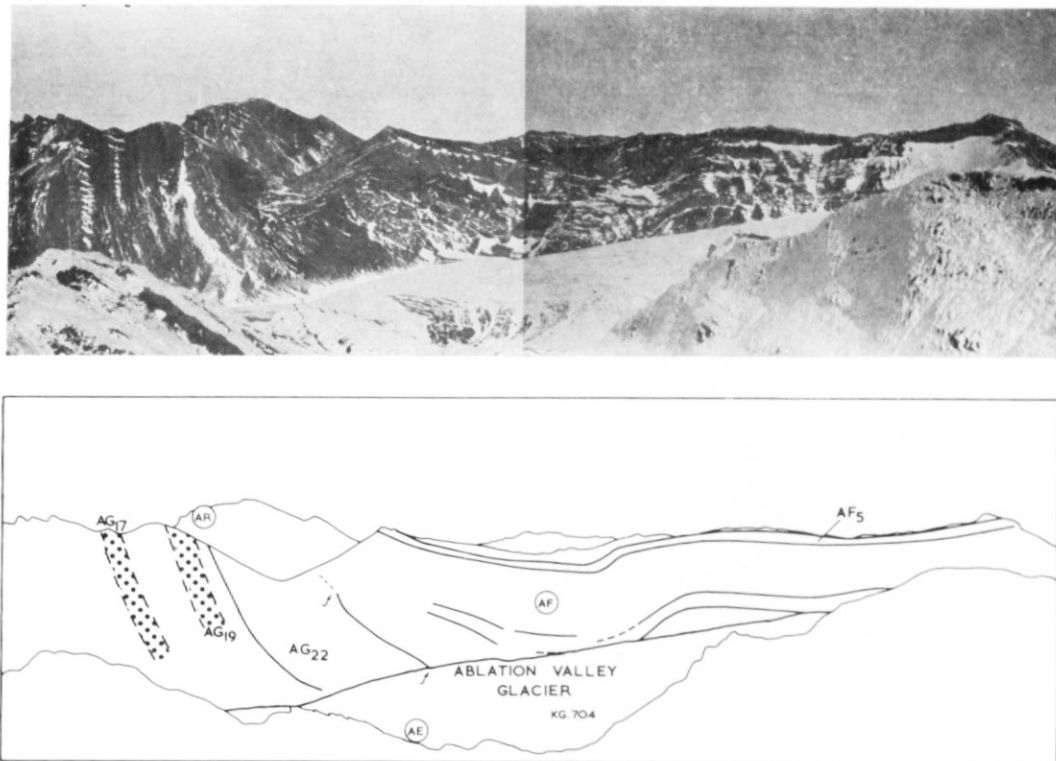 AG17
AR
AF5
AG19
AG22
AF
f
f
ABLATION VALLEY
GLACIER
KG.704
AE